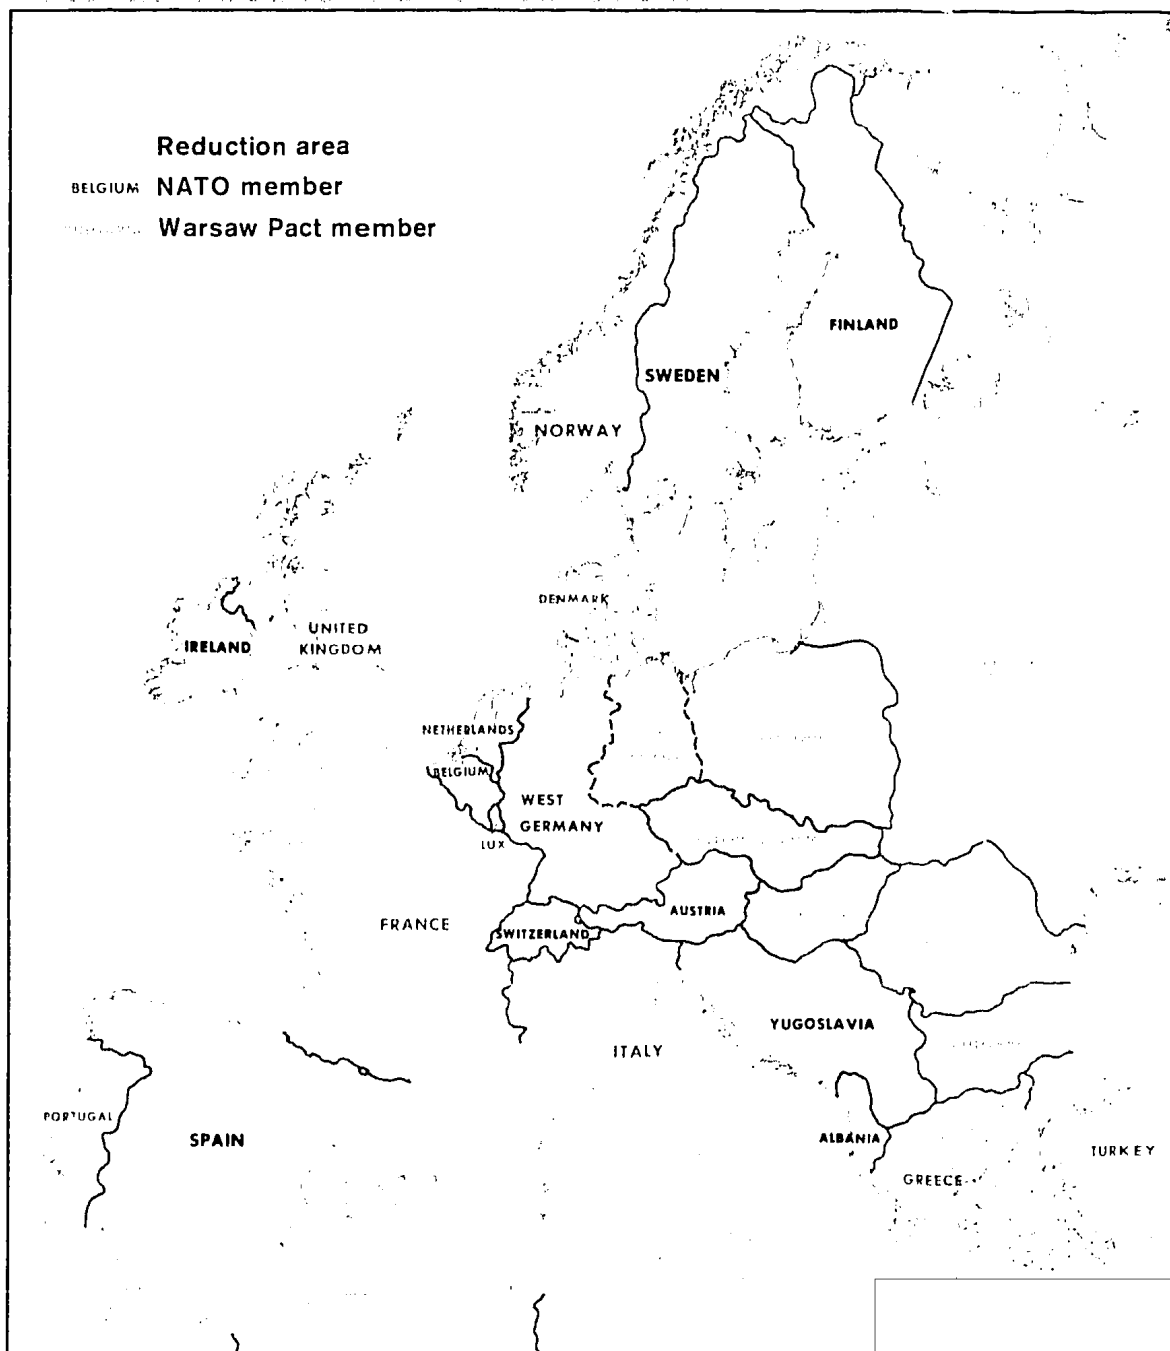 Reduction area
BELGIUM NATO member
Warsaw Pact member
FINLAND
SWEDEN
NORWAY
DENMARK
UNITED
KINGDOM
IRELAND
NETHERLANDS
BELGIUM
WEST
GERMANY
LUX
FRANCE
SWITZERLAND
AUSTRIA
YUGOSLAVIA
ITALY
PORTUGAL
SPAIN
ALBANIA
GREECE
TURKEY